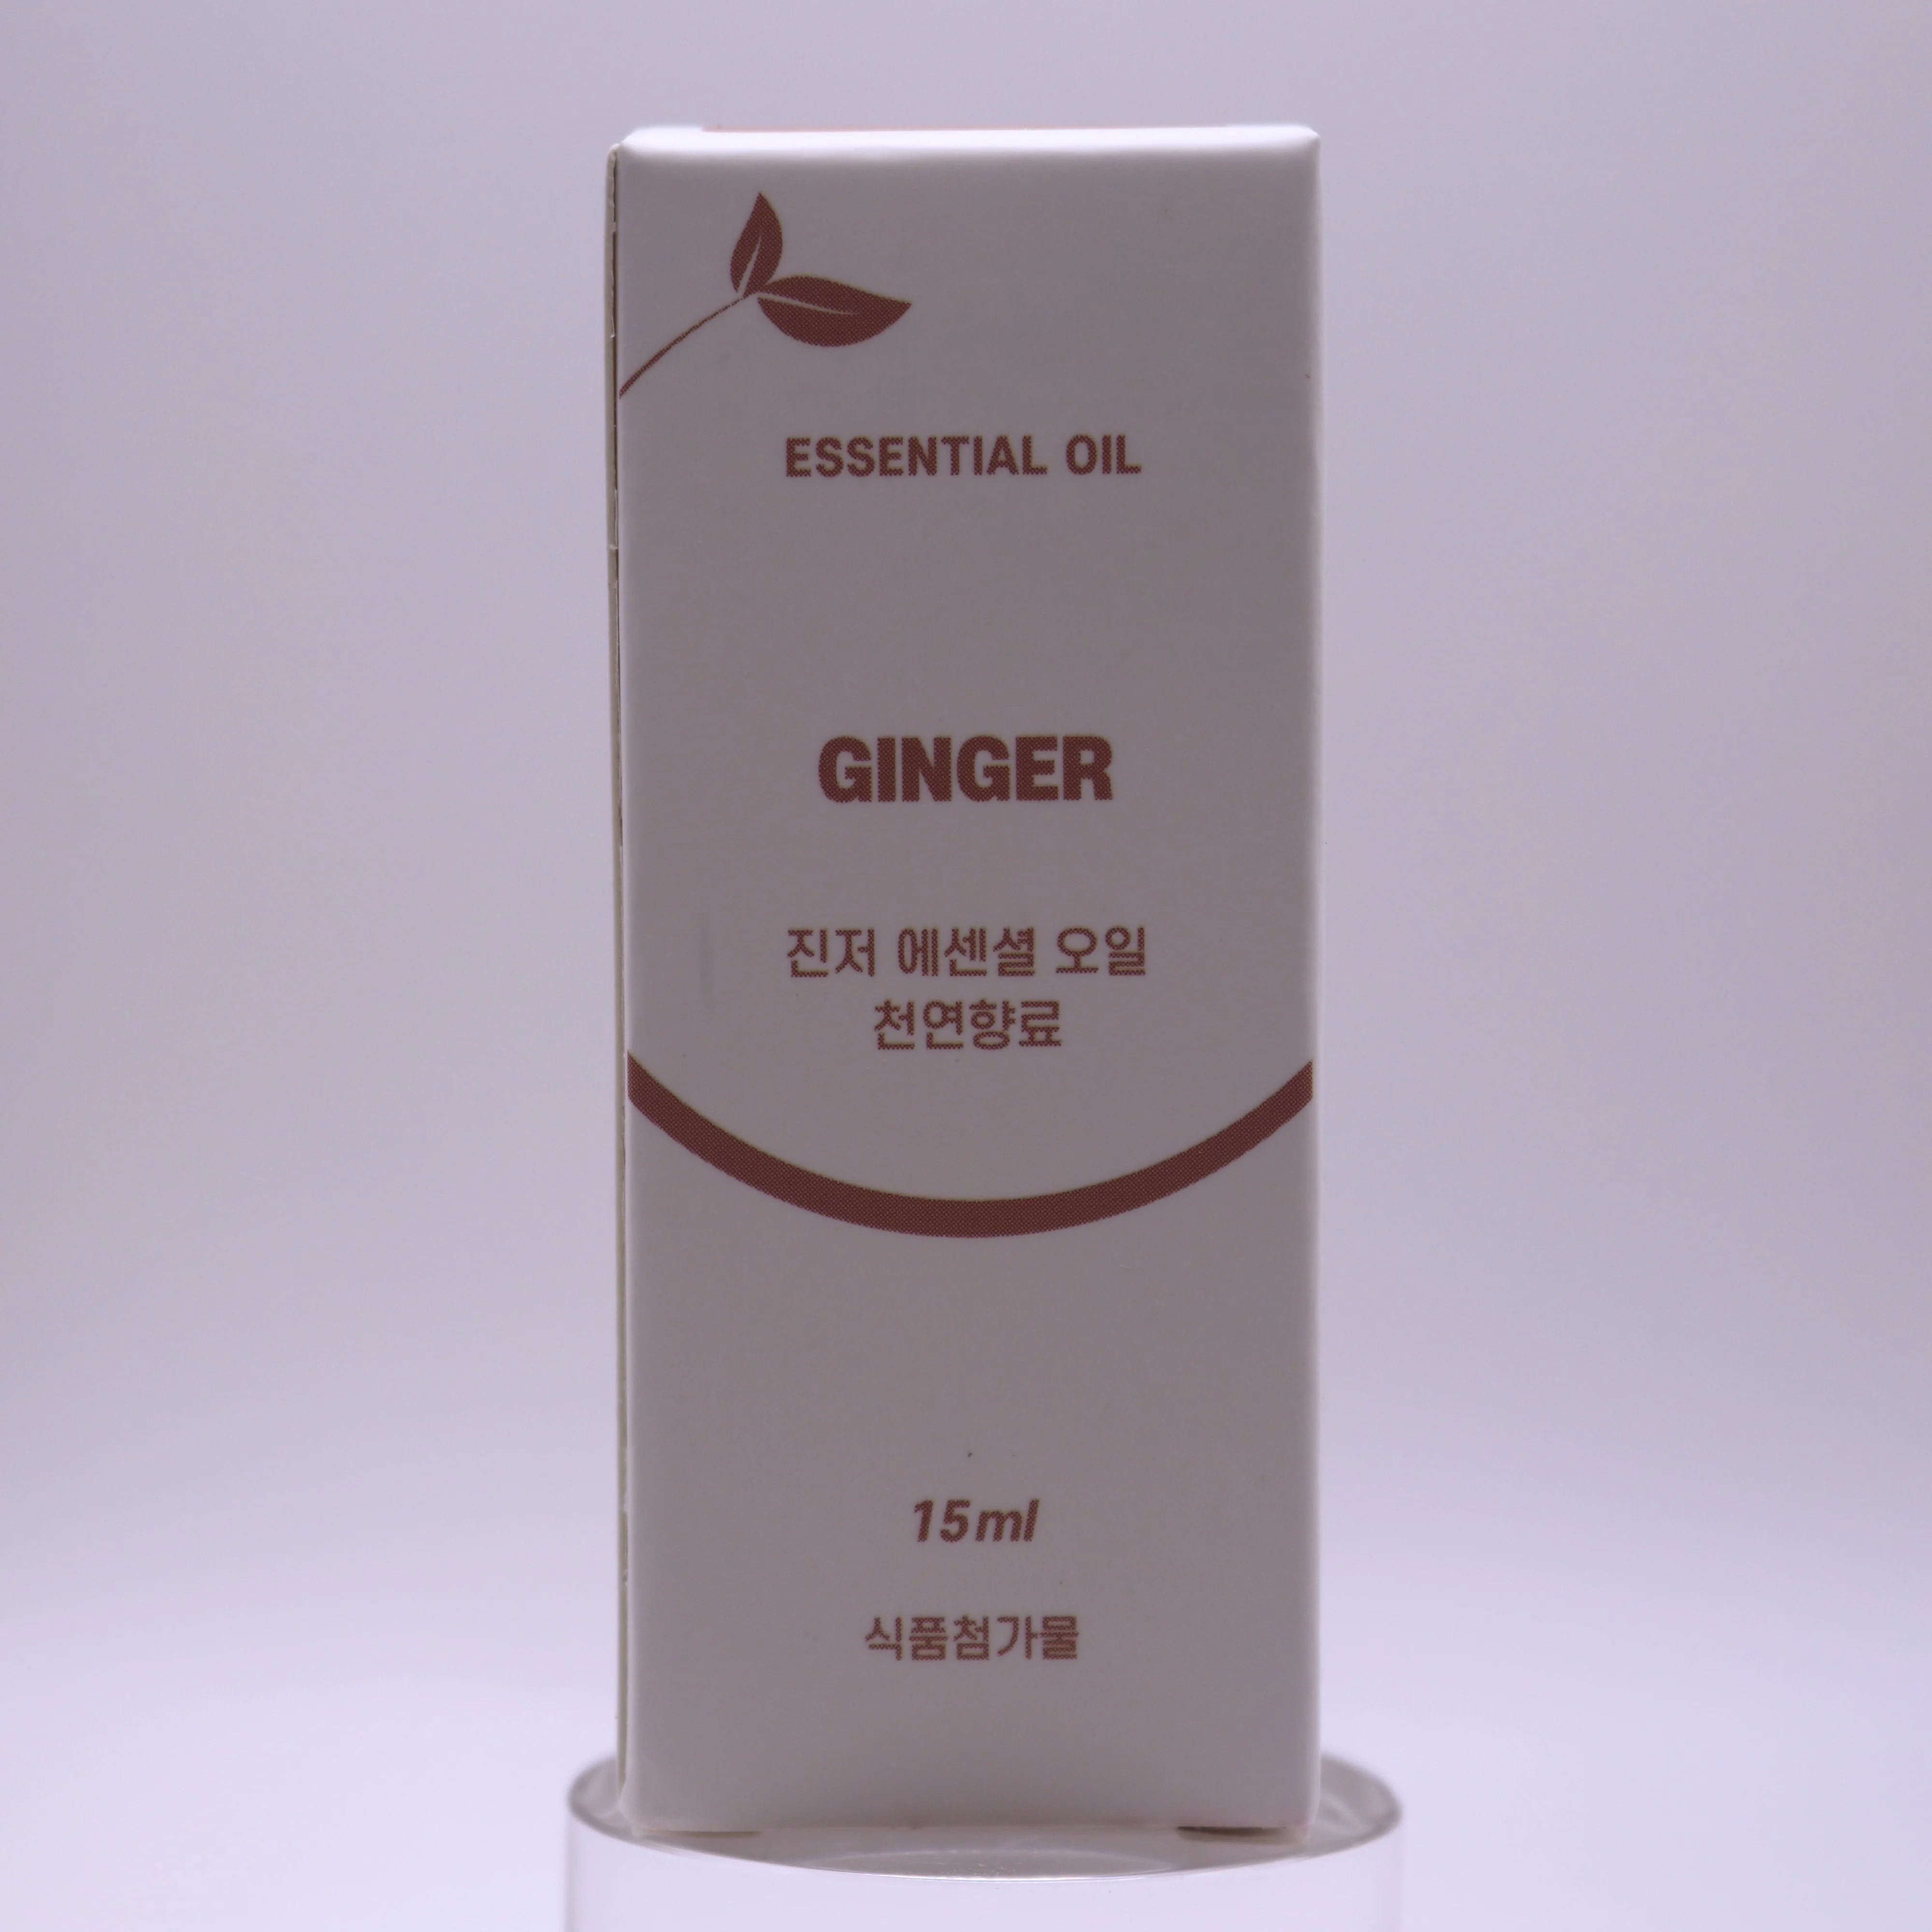 ESSENTIAL OIL
GINGER
진저 에센셜 오일
천연향료
15ml
식품첨가물